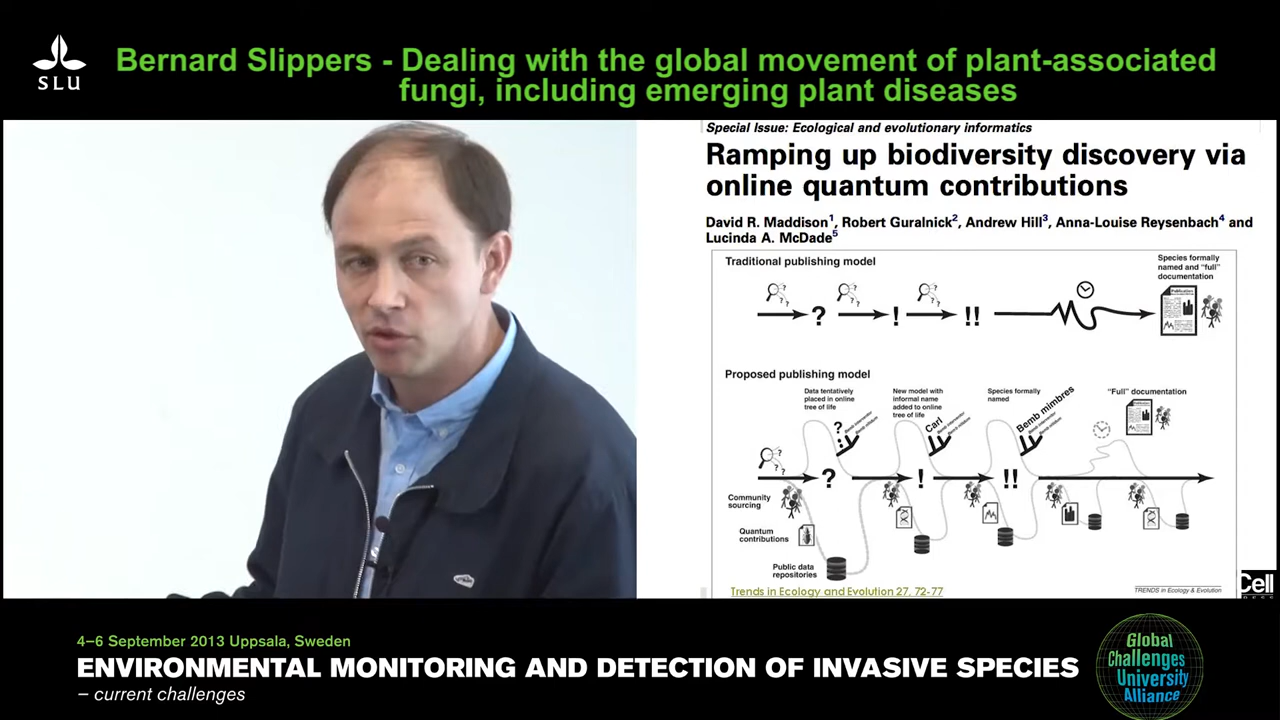 SLU
Bernard Slippers - Dealing with the global movement of plant-associated
fungi, including emerging plant diseases
Special Issue: Ecological and evolutionary informatics
Ramping up biodiversity discovery via
online quantum contributions
David R. Maddison1, Robert Guralnick2, Andrew Hill3, Anna-Louise Reysenbach4 and
Lucinda A. McDade5
Traditional publishing model
Species formally
named and "full"
documentation
? ! !!
Proposed publishing model
Data tentatively
placed in online
tree of life
New model with
informal name
added to online
tree of life
Species formally
named
"Full" documentation
?
Carl
Bemb mimbres
? ! !!
Community
sourcing
Quantum
contributions
Public data
repositories
Trends in Ecology and Evolution 27, 72-77
TRENDS in Ecology & Evolution
Cell
4–6 September 2013 Uppsala, Sweden
ENVIRONMENTAL MONITORING AND DETECTION OF INVASIVE SPECIES
– current challenges
Global
Challenges
University
Alliance